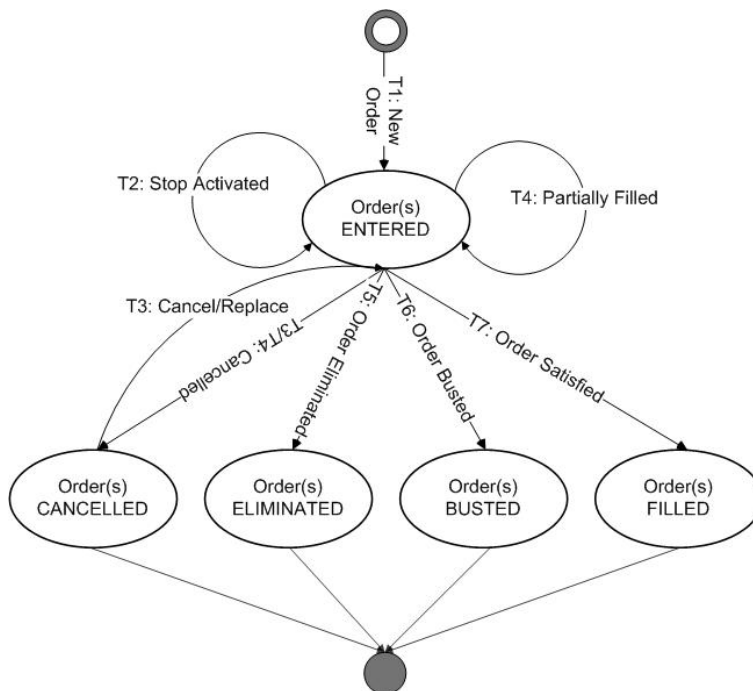 T1: New
Order
T2: Stop Activated
Order(s)
ENTERED
T4: Partially Filled
T3: Cancel/Replace
T3/T4: Cancelled
T5: Order Eliminated
T6: Order Busted
T7: Order Satisfied
Order(s)
CANCELLED
Order(s)
ELIMINATED
Order(s)
BUSTED
Order(s)
FILLED